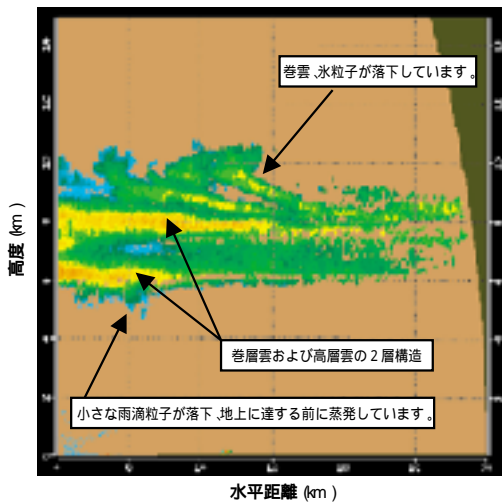 巻雲、氷粒子が落下しています。
高度(km)
巻層雲および高層雲の2層構造
小さな雨滴粒子が落下、地上に達する前に蒸発しています。
水平距離(km)